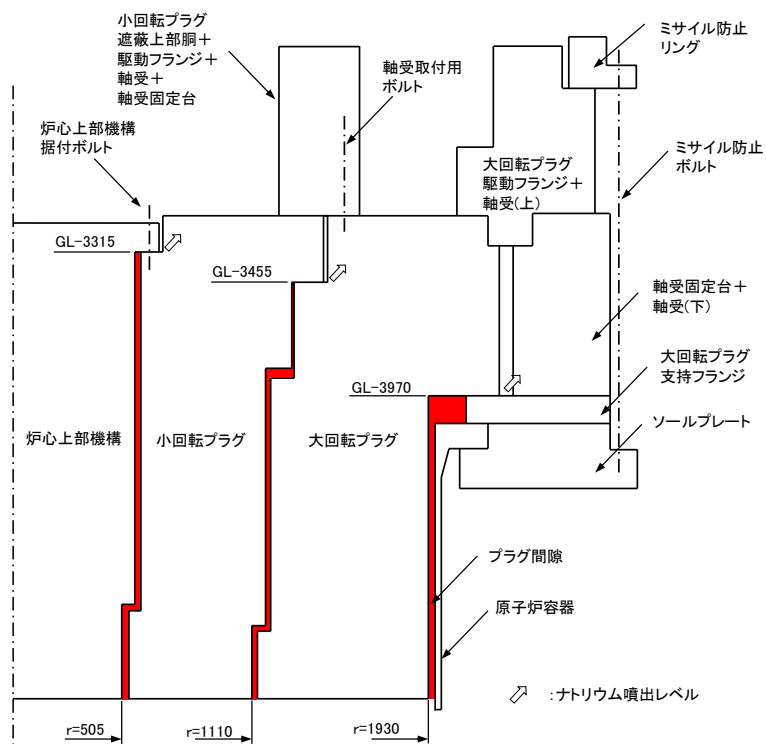 小回転プラグ
遮蔽上部胴＋
駆動フランジ＋
軸受＋
軸受固定台
軸受取付用
ボルト
ミサイル防止
リング
炉心上部機構
据付ボルト
大回転プラグ
駆動フランジ＋
軸受(上)
ミサイル防止
ボルト
GL-3315
GL-3455
軸受固定台＋
軸受(下)
大回転プラグ
支持フランジ
GL-3970
ソールプレート
炉心上部機構
小回転プラグ
大回転プラグ
プラグ間隙
原子炉容器
:ナトリウム噴出レベル
r=505
r=1110
r=1930